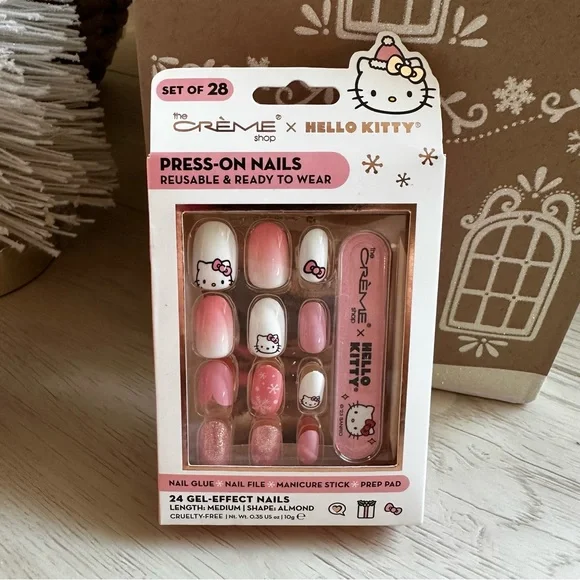 SET OF 28
the CRÈME® shop × HELLO KITTY®
PRESS-ON NAILS
REUSABLE & READY TO WEAR
the CRÈME® shop × HELLO KITTY®
NAIL GLUE NAIL FILE MANICURE STICK PREP PAD
24 GEL-EFFECT NAILS
LENGTH: MEDIUM | SHAPE: ALMOND
CRUELTY-FREE | Nt. Wt. 0.35 US oz | 10g ℮